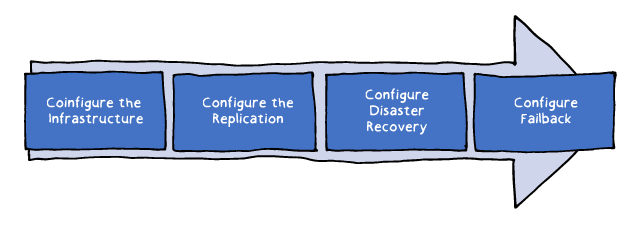 Coinfigure the
Infrastructure
Configure the
Replication
Configure
Disaster
Recovery
Configure
Failback